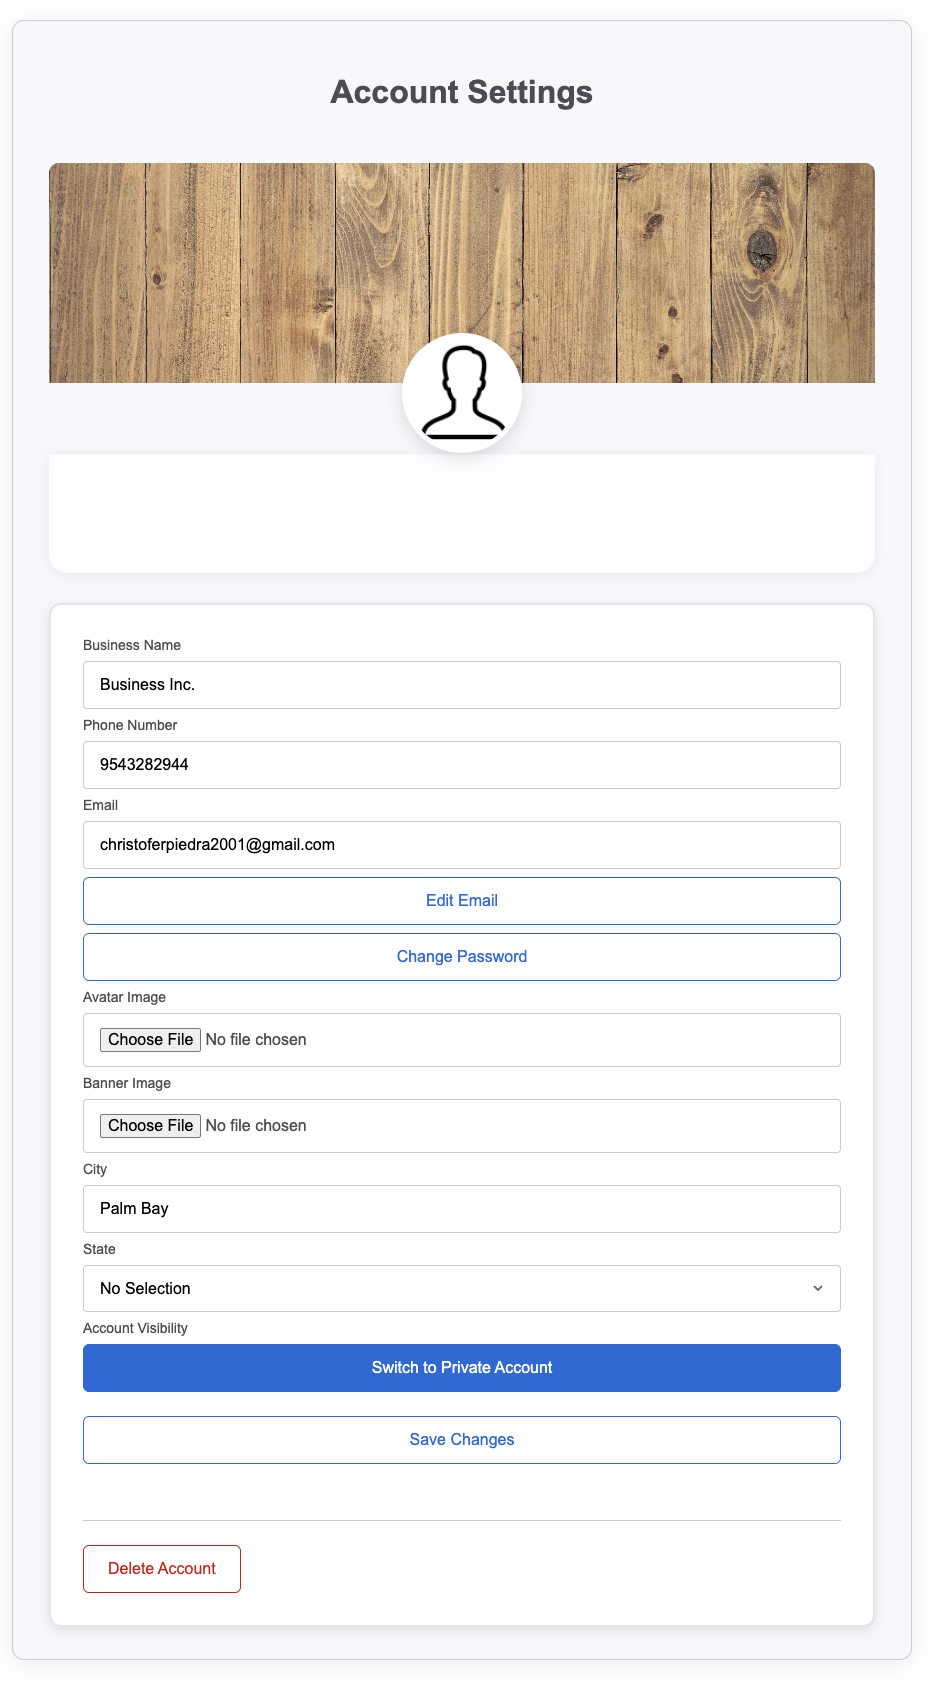 Account Settings
Business Name
Business Inc.
Phone Number
9543282944
Email
christoferpiedra2001@gmail.com
Edit Email
Change Password
Avatar Image
Choose File No file chosen
Banner Image
Choose File No file chosen
City
Palm Bay
State
No Selection
Account Visibility
Switch to Private Account
Save Changes
Delete Account